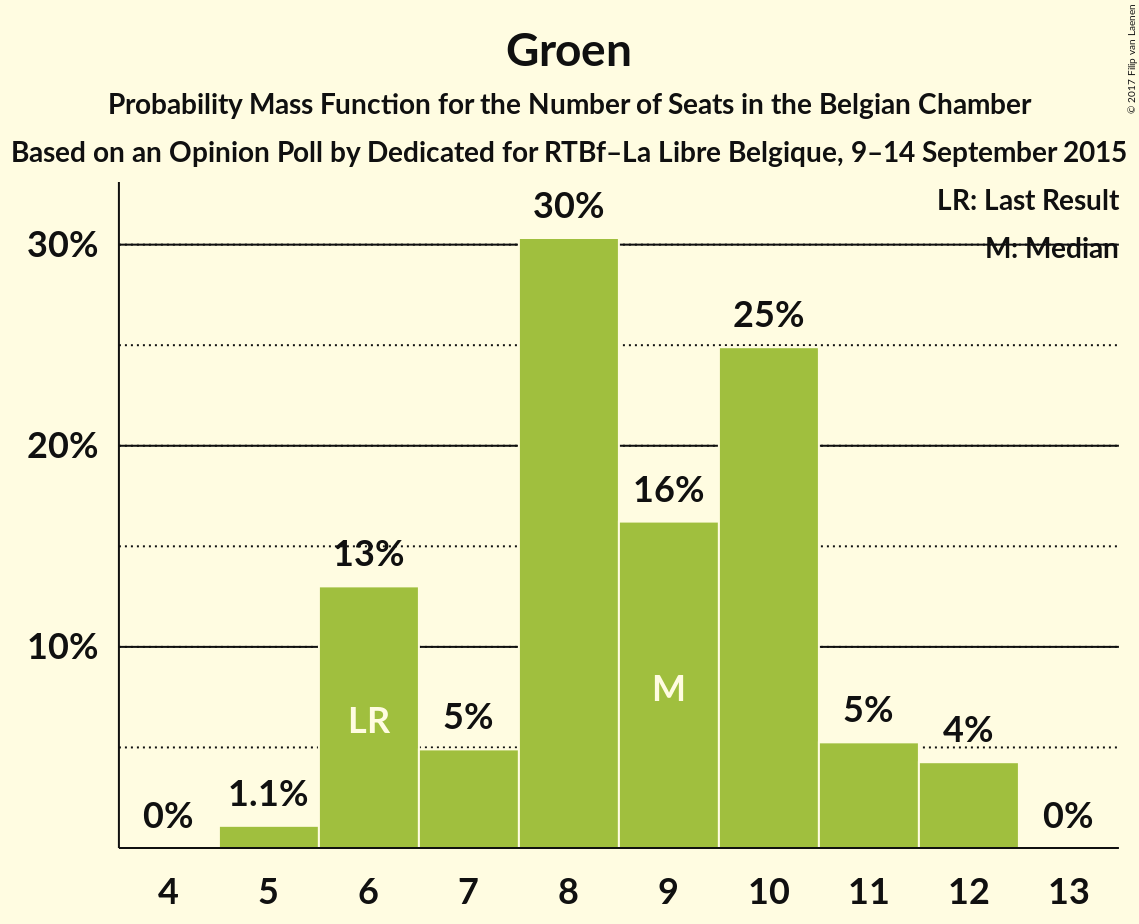 Groen
Probability Mass Function for the Number of Seats in the Belgian Chamber
Based on an Opinion Poll by Dedicated for RTBf–La Libre Belgique, 9–14 September 2015
© 2017 Filip van Laenen
LR: Last Result
M: Median
30%
20%
10%
0%
1.1%
13%
5%
30%
16%
25%
5%
4%
0%
LR
M
4 5 6 7 8 9 10 11 12 13